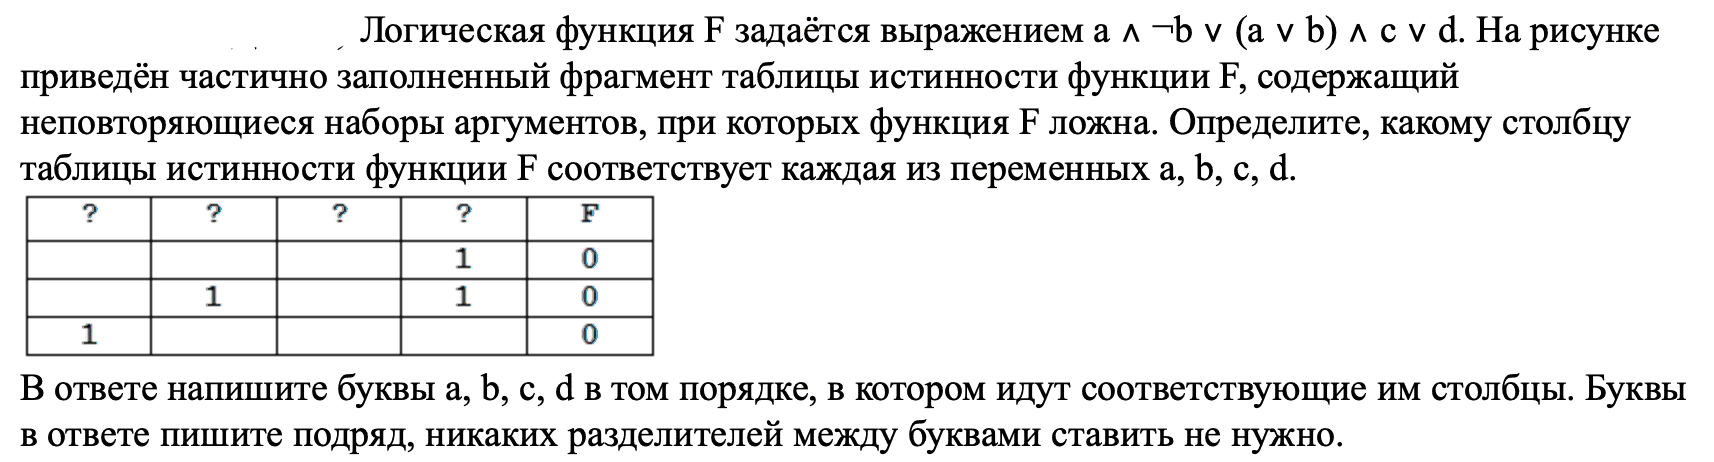 Логическая функция F задаётся выражением a ∧ ¬b ∨ (a ∨ b) ∧ c ∨ d. На рисунке
приведён частично заполненный фрагмент таблицы истинности функции F, содержащий
неповторяющиеся наборы аргументов, при которых функция F ложна. Определите, какому столбцу
таблицы истинности функции F соответствует каждая из переменных a, b, c, d.
? ? ? ? F
1 0
1 1 0
1 0
В ответе напишите буквы a, b, c, d в том порядке, в котором идут соответствующие им столбцы. Буквы
в ответе пишите подряд, никаких разделителей между буквами ставить не нужно.